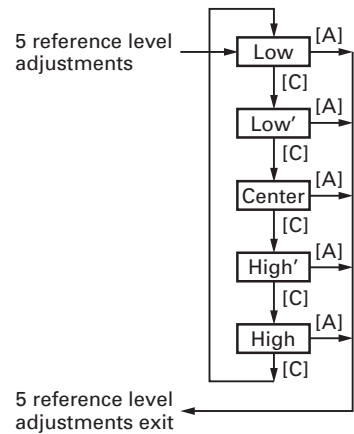 5 reference level
adjustments
Low
[A]
[C]
Low′
[A]
[C]
Center
[A]
[C]
High′
[A]
[C]
High
[A]
[C]
5 reference level
adjustments exit